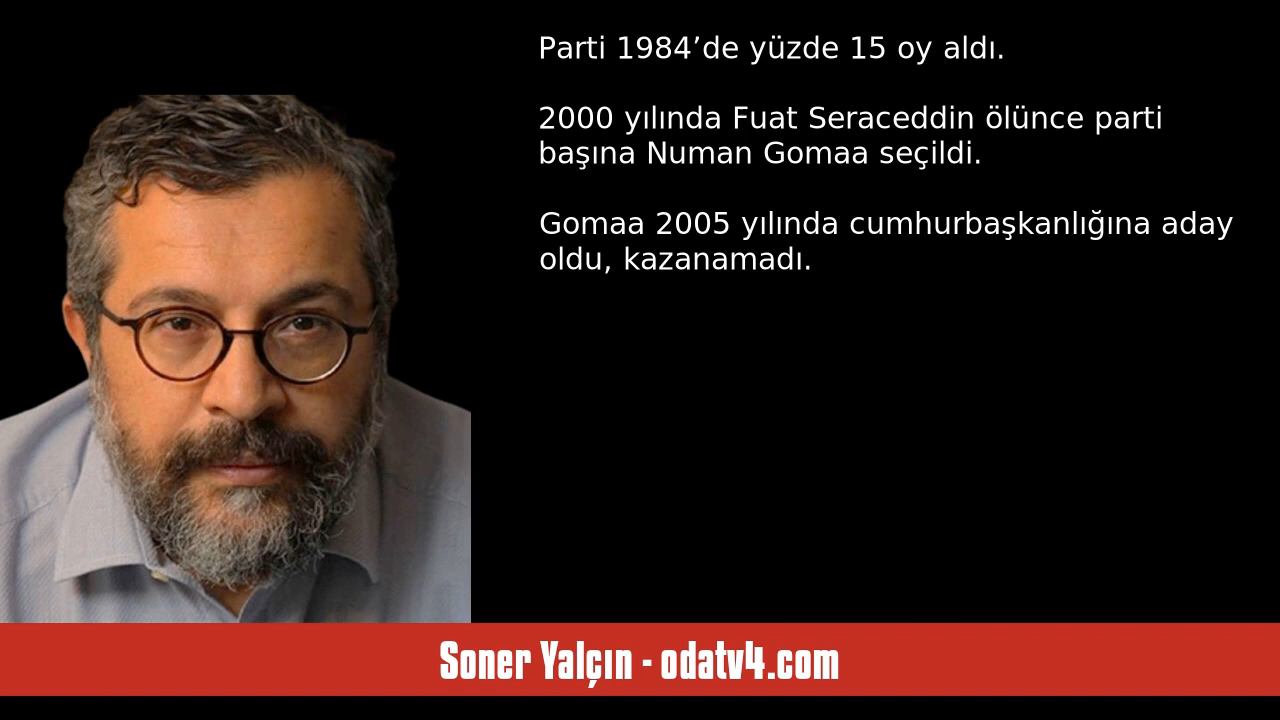 Parti 1984’de yüzde 15 oy aldı.
2000 yılında Fuat Seraceddin ölünce parti
başına Numan Gomaa seçildi.
Gomaa 2005 yılında cumhurbaşkanlığına aday
oldu, kazanamadı.
Soner Yalçın - odatv4.com